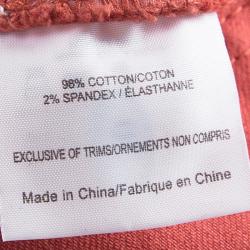 98% COTTON/COTON
2% SPANDEX / ÉLASTHANNE
EXCLUSIVE OF TRIMS/ORNEMENTS NON COMPRIS
Made in China/Fabrique en Chine